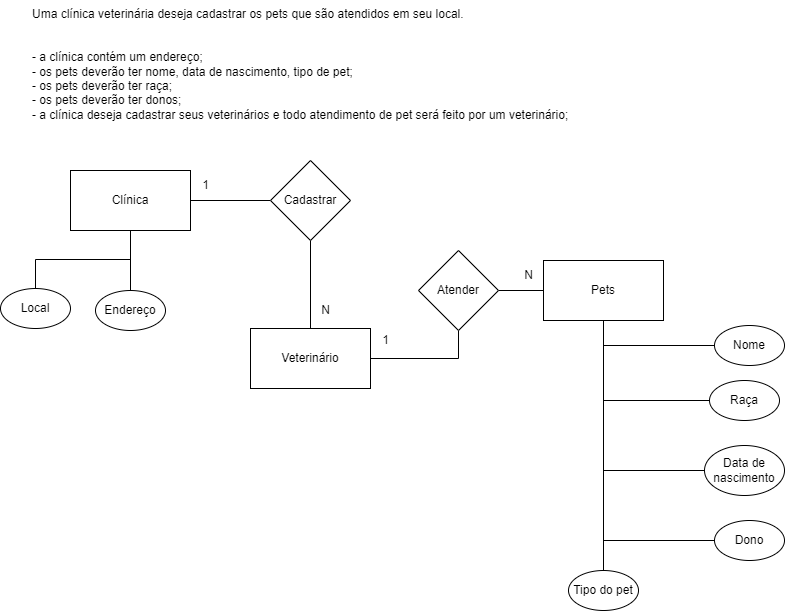 Uma clínica veterinária deseja cadastrar os pets que são atendidos em seu local.
- a clínica contém um endereço;
- os pets deverão ter nome, data de nascimento, tipo de pet;
- os pets deverão ter raça;
- os pets deverão ter donos;
- a clínica deseja cadastrar seus veterinários e todo atendimento de pet será feito por um veterinário;
1
Clínica
Cadastrar
N
Atender
Pets
Local
Endereço
N
1
Nome
Veterinário
Raça
Data de
nascimento
Dono
Tipo do pet